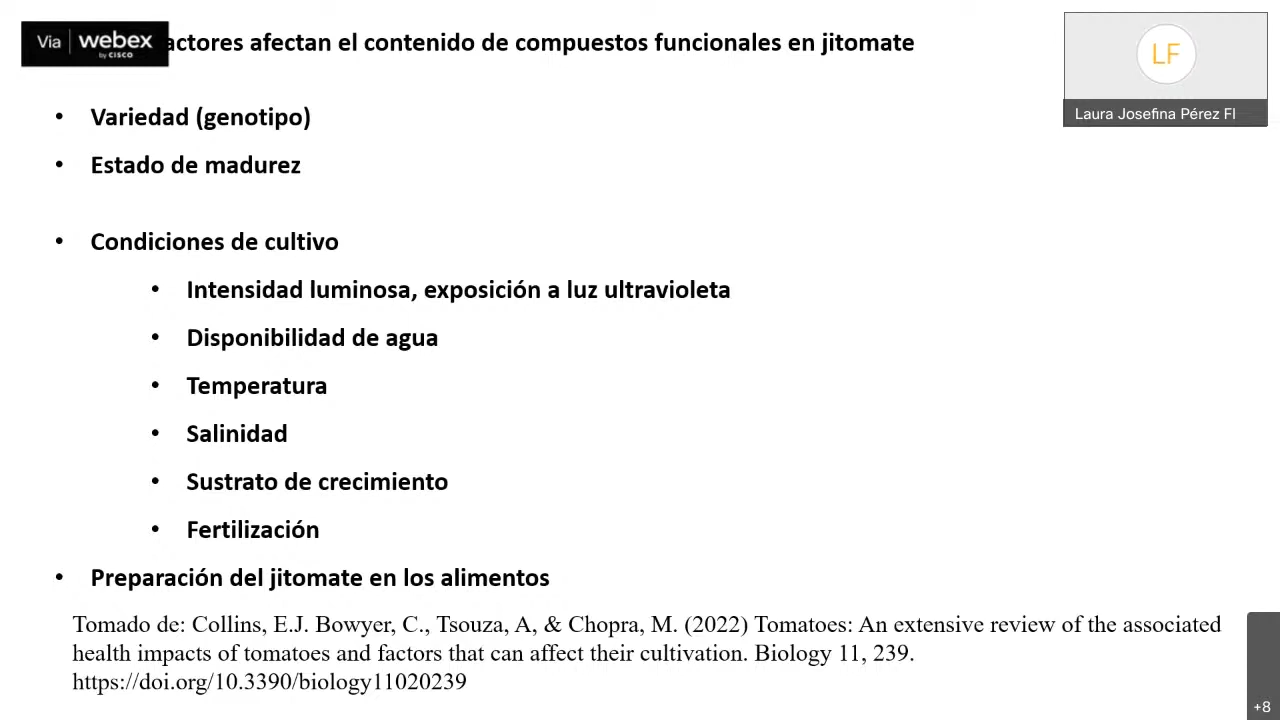 Via webex
by CISCO
actores afectan el contenido de compuestos funcionales en jitomate
LF
Laura Josefina Pérez Fl
• Variedad (genotipo)
• Estado de madurez
• Condiciones de cultivo
• Intensidad luminosa, exposición a luz ultravioleta
• Disponibilidad de agua
• Temperatura
• Salinidad
• Sustrato de crecimiento
• Fertilización
• Preparación del jitomate en los alimentos
Tomado de: Collins, E.J. Bowyer, C., Tsouza, A, & Chopra, M. (2022) Tomatoes: An extensive review of the associated
health impacts of tomatoes and factors that can affect their cultivation. Biology 11, 239.
https://doi.org/10.3390/biology11020239
+8